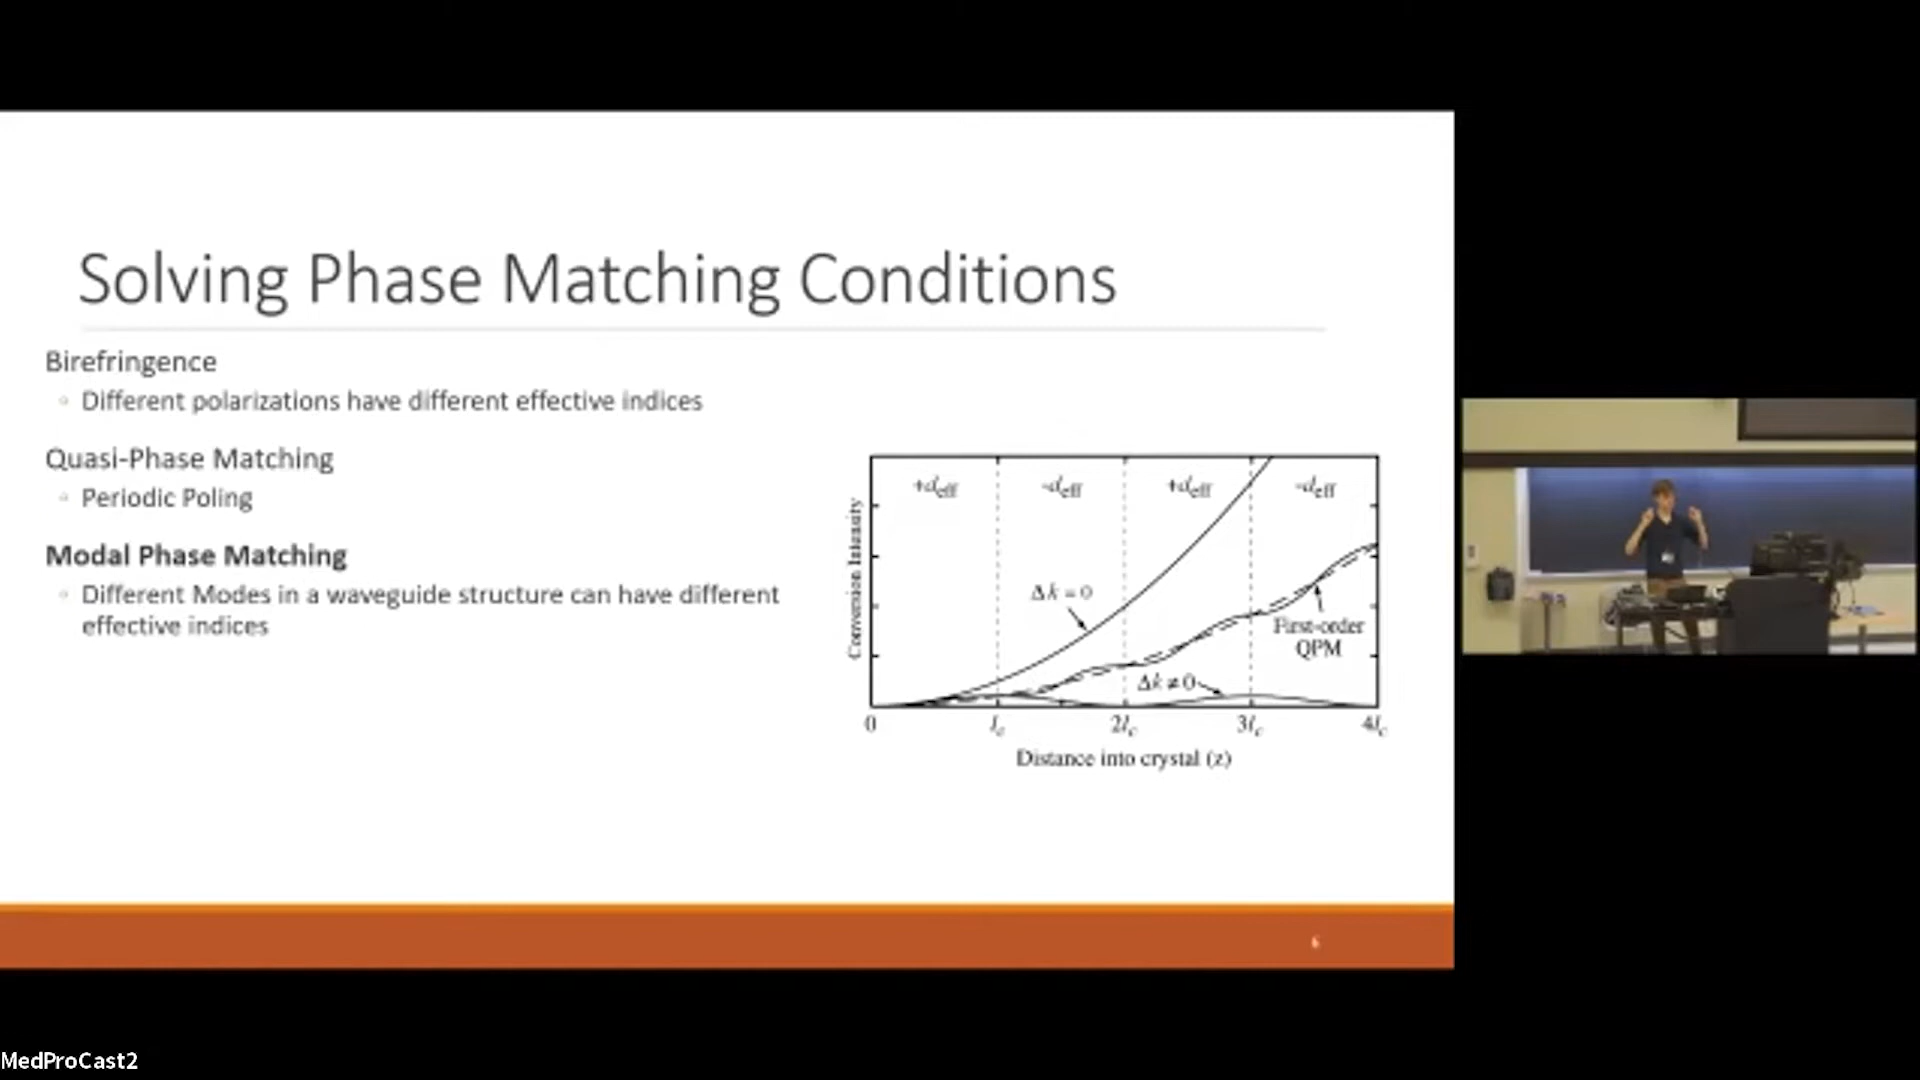 Solving Phase Matching Conditions
Birefringence
◦ Different polarizations have different effective indices
Quasi-Phase Matching
◦ Periodic Poling
Modal Phase Matching
◦ Different Modes in a waveguide structure can have different
effective indices
+deff
-deff
+deff
-deff
Conversion Intensity
Δk = 0
First-order
QPM
Δk ≠ 0
0
lc
2lc
3lc
4lc
Distance into crystal (z)
6
MedProCast2